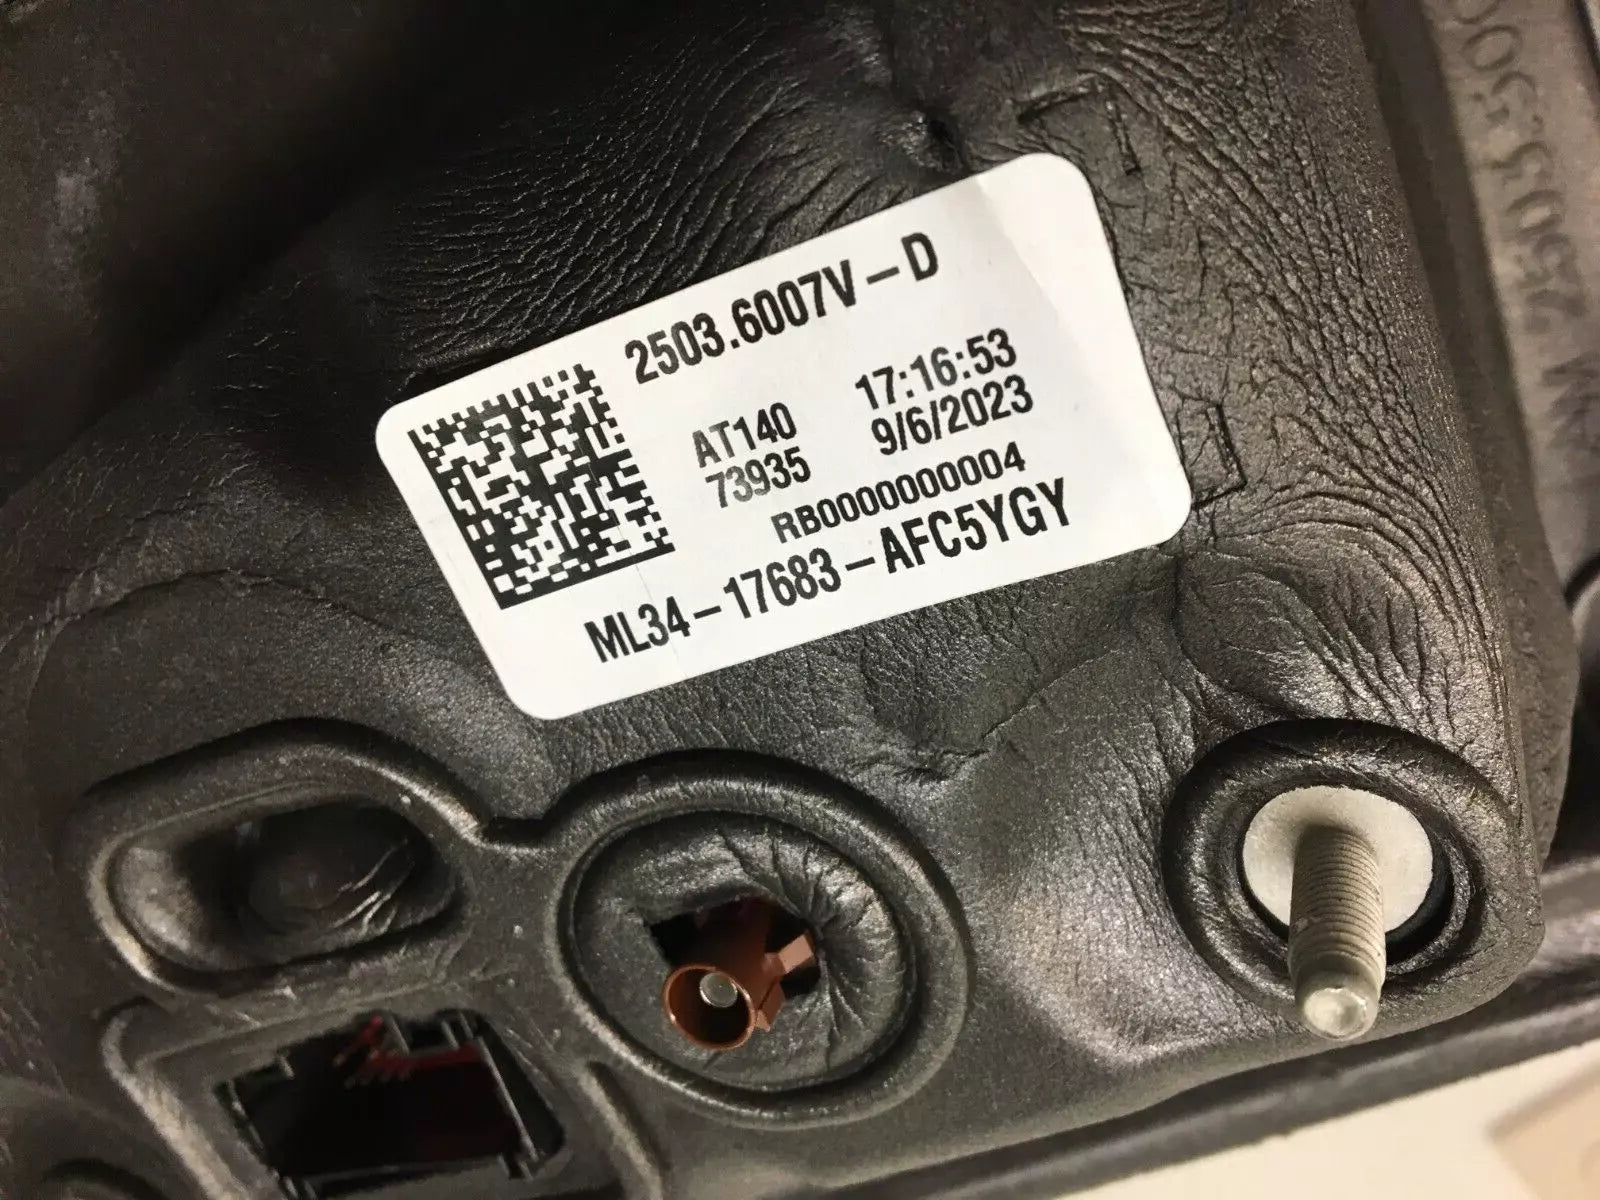 2503.6007V-D
AT140 17:16:53
73935 9/6/2023
RB0000000004
ML34-17683-AFC5YGY